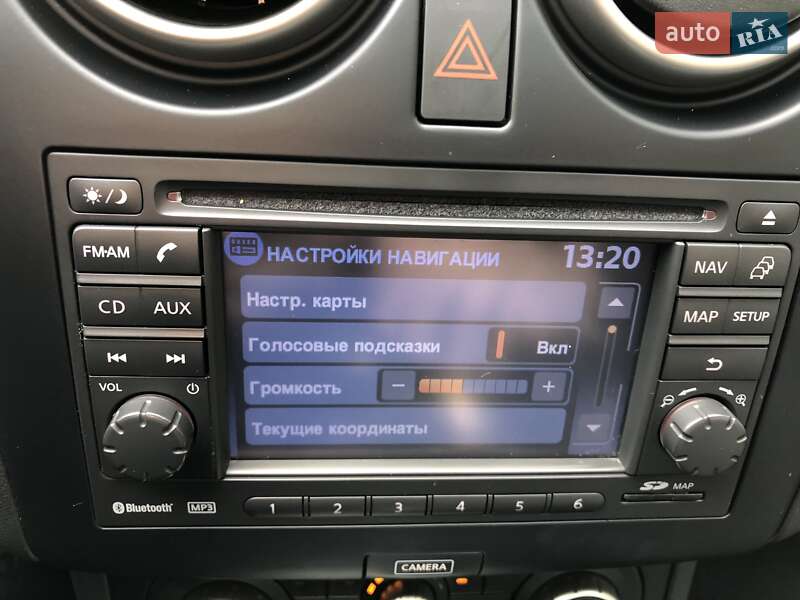 auto RIA
.com
FM•AM
CD AUX
VOL
НАСТРОЙКИ НАВИГАЦИИ 13:20
Настр. карты
Голосовые подсказки Вкл
Громкость − +
Текущие координаты
NAV
MAP SETUP
SD MAP
Bluetooth MP3
1 2 3 4 5 6
CAMERA